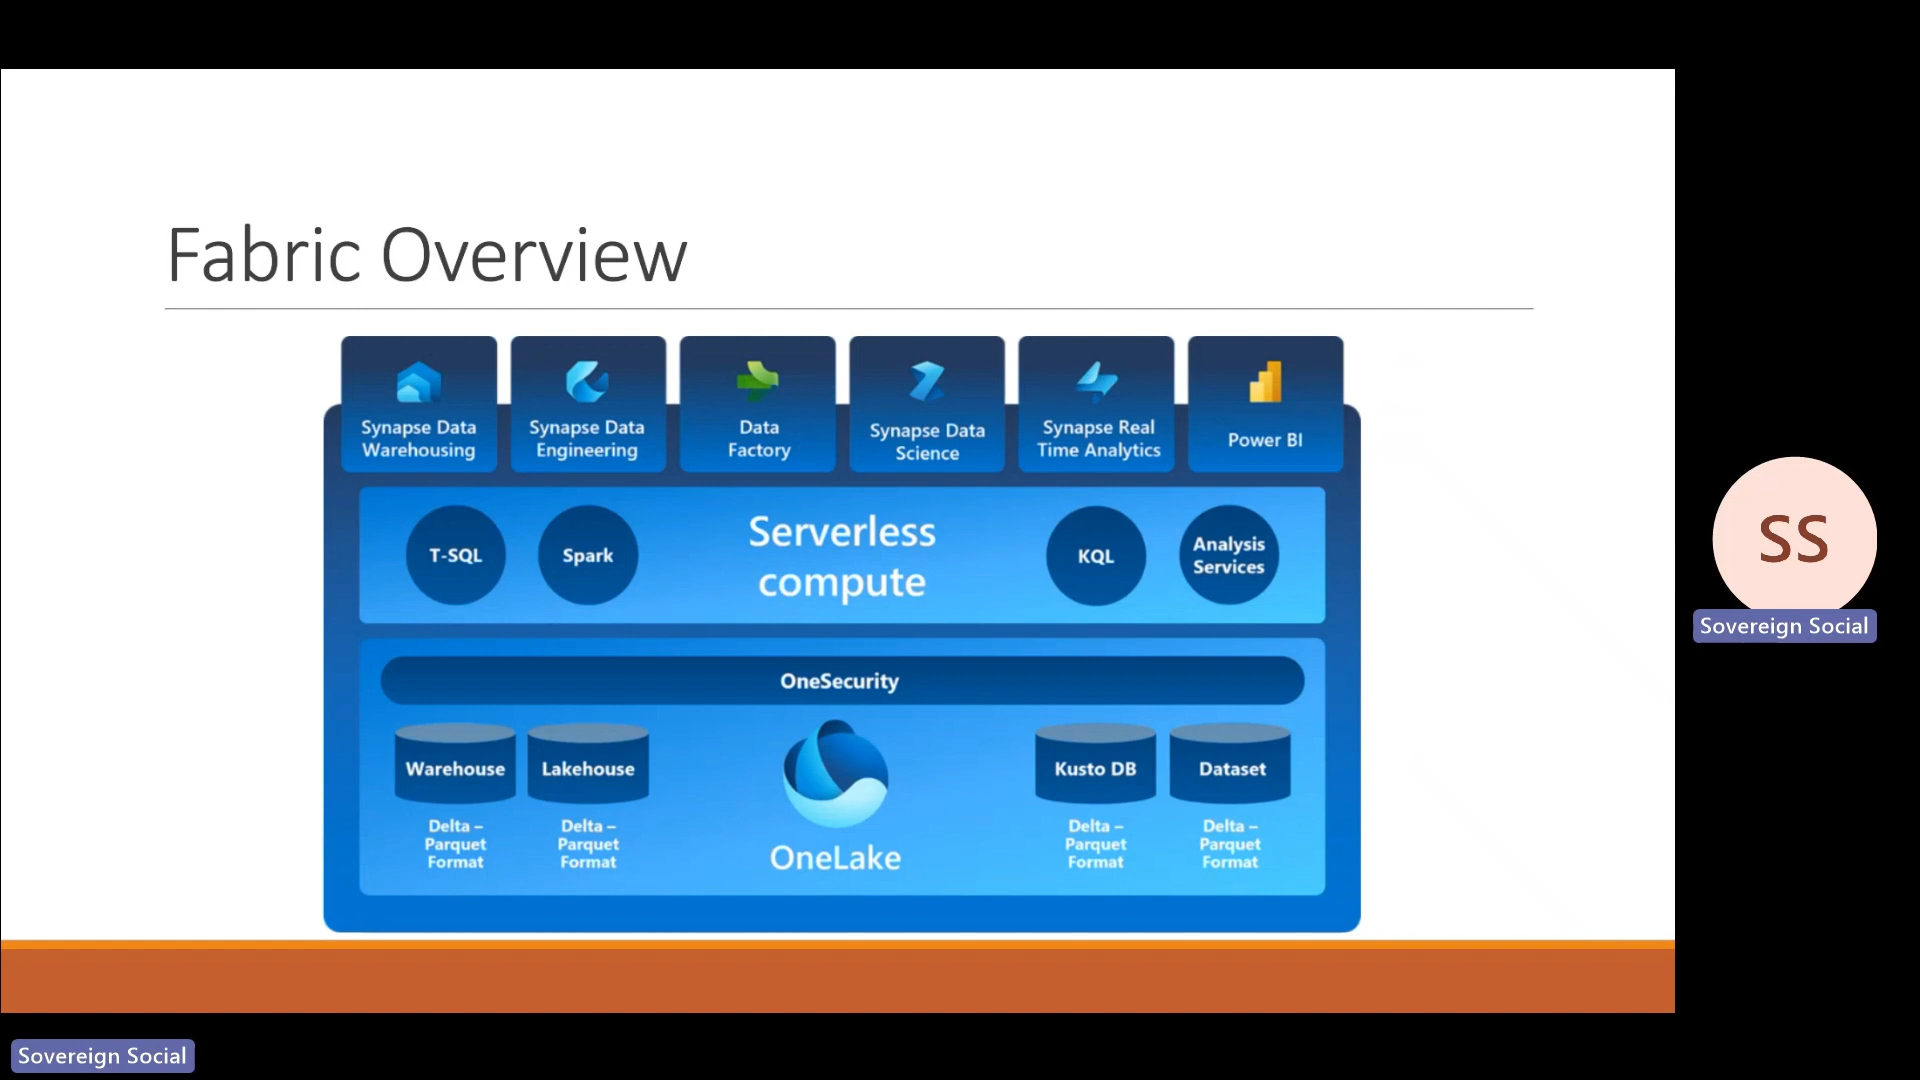 Fabric Overview
Synapse Data
Warehousing
Synapse Data
Engineering
Data
Factory
Synapse Data
Science
Synapse Real
Time Analytics
Power BI
T-SQL
Spark
Serverless
compute
KQL
Analysis
Services
OneSecurity
Warehouse
Lakehouse
Kusto DB
Dataset
Delta –
Parquet
Format
Delta –
Parquet
Format
OneLake
Delta –
Parquet
Format
Delta –
Parquet
Format
SS
Sovereign Social
Sovereign Social